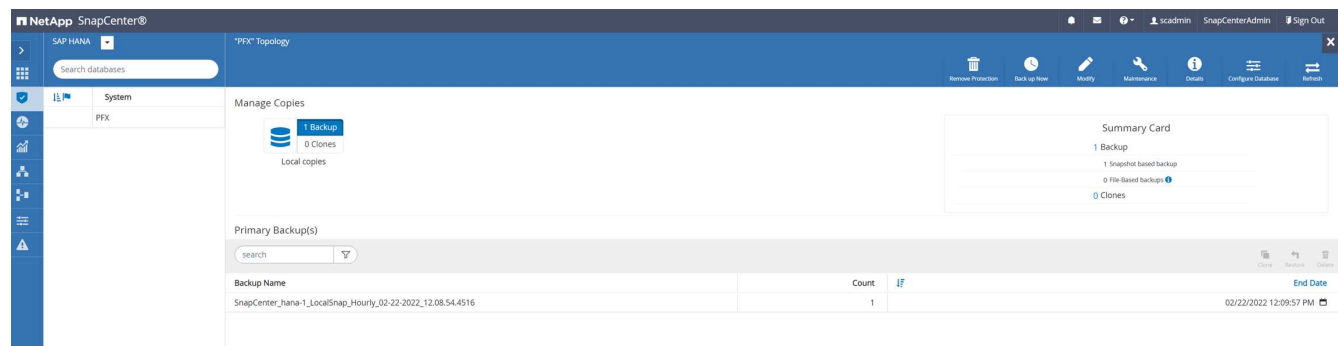 NetApp SnapCenter®
scadmin SnapCenterAdmin Sign Out
SAP HANA
"PFX" Topology
Search databases
Remove Protection Back up Now Modify Maintenance Details Configure Database Refresh
System
PFX
Manage Copies
1 Backup
0 Clones
Local copies
Summary Card
1 Backup
1 Snapshot based backup
0 File-Based backups
0 Clones
Primary Backup(s)
search
Clone Restore Delete
Backup Name Count End Date
SnapCenter_hana-1_LocalSnap_Hourly_02-22-2022_12.08.54.4516 1 02/22/2022 12:09:57 PM